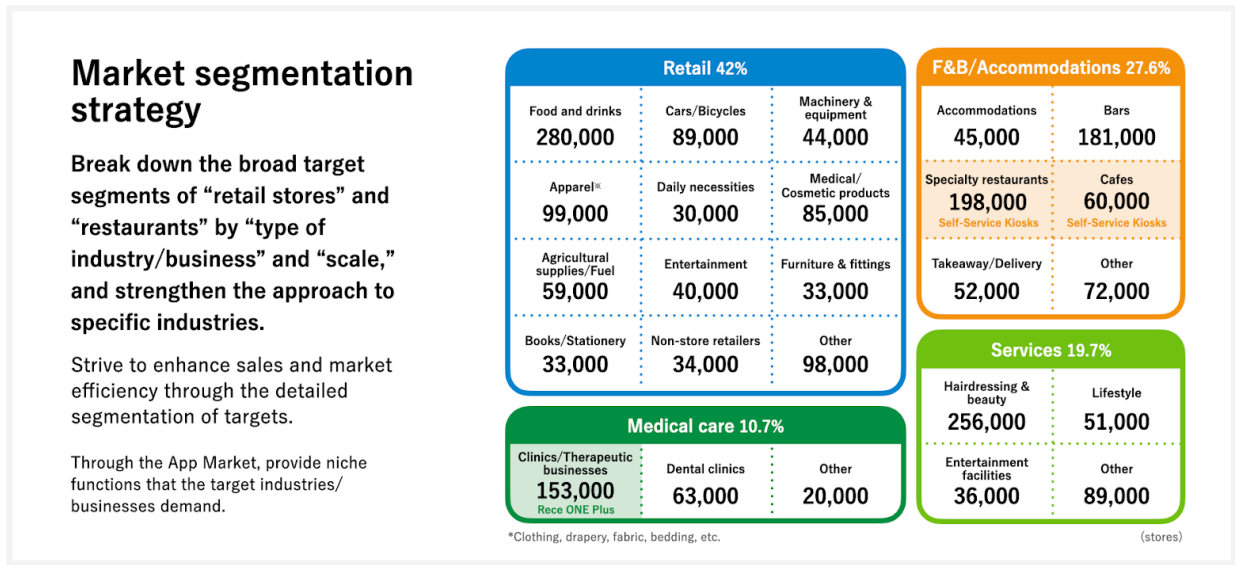 Market segmentation
strategy
Break down the broad target
segments of “retail stores” and
“restaurants” by “type of
industry/business” and “scale,”
and strengthen the approach to
specific industries.
Strive to enhance sales and market
efficiency through the detailed
segmentation of targets.
Through the App Market, provide niche
functions that the target industries/
businesses demand.
Retail 42%
Food and drinks
280,000
Cars/Bicycles
89,000
Machinery &
equipment
44,000
Apparel※
99,000
Daily necessities
30,000
Medical/
Cosmetic products
85,000
Agricultural
supplies/Fuel
59,000
Entertainment
40,000
Furniture & fittings
33,000
Books/Stationery
33,000
Non-store retailers
34,000
Other
98,000
Medical care 10.7%
Clinics/Therapeutic
businesses
153,000
Rece ONE Plus
Dental clinics
63,000
Other
20,000
*Clothing, drapery, fabric, bedding, etc.
F&B/Accommodations 27.6%
Accommodations
45,000
Bars
181,000
Specialty restaurants
198,000
Self-Service Kiosks
Cafes
60,000
Self-Service Kiosks
Takeaway/Delivery
52,000
Other
72,000
Services 19.7%
Hairdressing &
beauty
256,000
Lifestyle
51,000
Entertainment
facilities
36,000
Other
89,000
(stores)